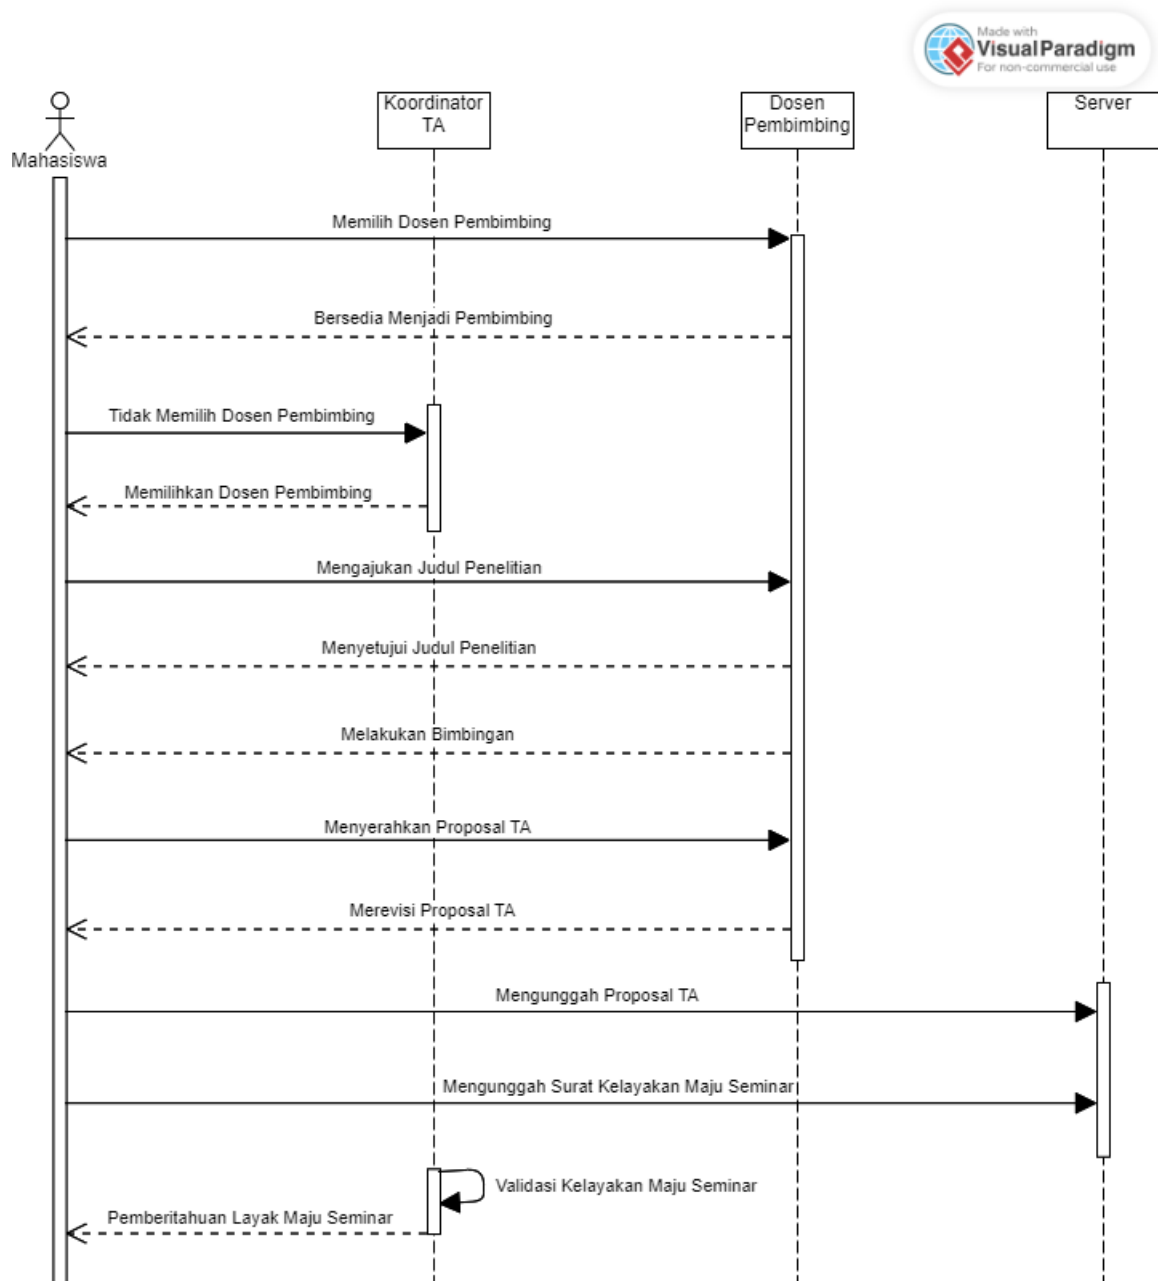 Made with
VisualParadigm
For non-commercial use
Mahasiswa
Koordinator
TA
Dosen
Pembimbing
Server
Memilih Dosen Pembimbing
Bersedia Menjadi Pembimbing
Tidak Memilih Dosen Pembimbing
Memilihkan Dosen Pembimbing
Mengajukan Judul Penelitian
Menyetujui Judul Penelitian
Melakukan Bimbingan
Menyerahkan Proposal TA
Merevisi Proposal TA
Mengunggah Proposal TA
Mengunggah Surat Kelayakan Maju Seminar
Validasi Kelayakan Maju Seminar
Pemberitahuan Layak Maju Seminar